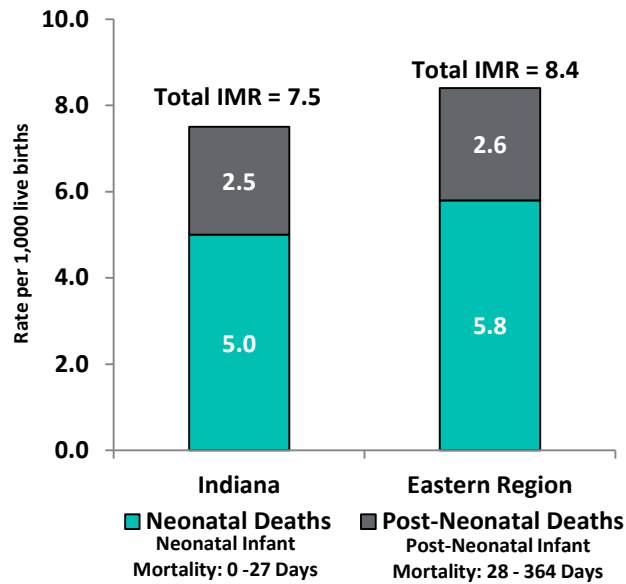 Rate per 1,000 live births
10.0
8.0
6.0
4.0
2.0
0.0
Total IMR = 7.5
Total IMR = 8.4
2.5
2.6
5.0
5.8
Indiana
Eastern Region
Neonatal Deaths
Neonatal Infant
Mortality: 0 -27 Days
Post-Neonatal Deaths
Post-Neonatal Infant
Mortality: 28 - 364 Days